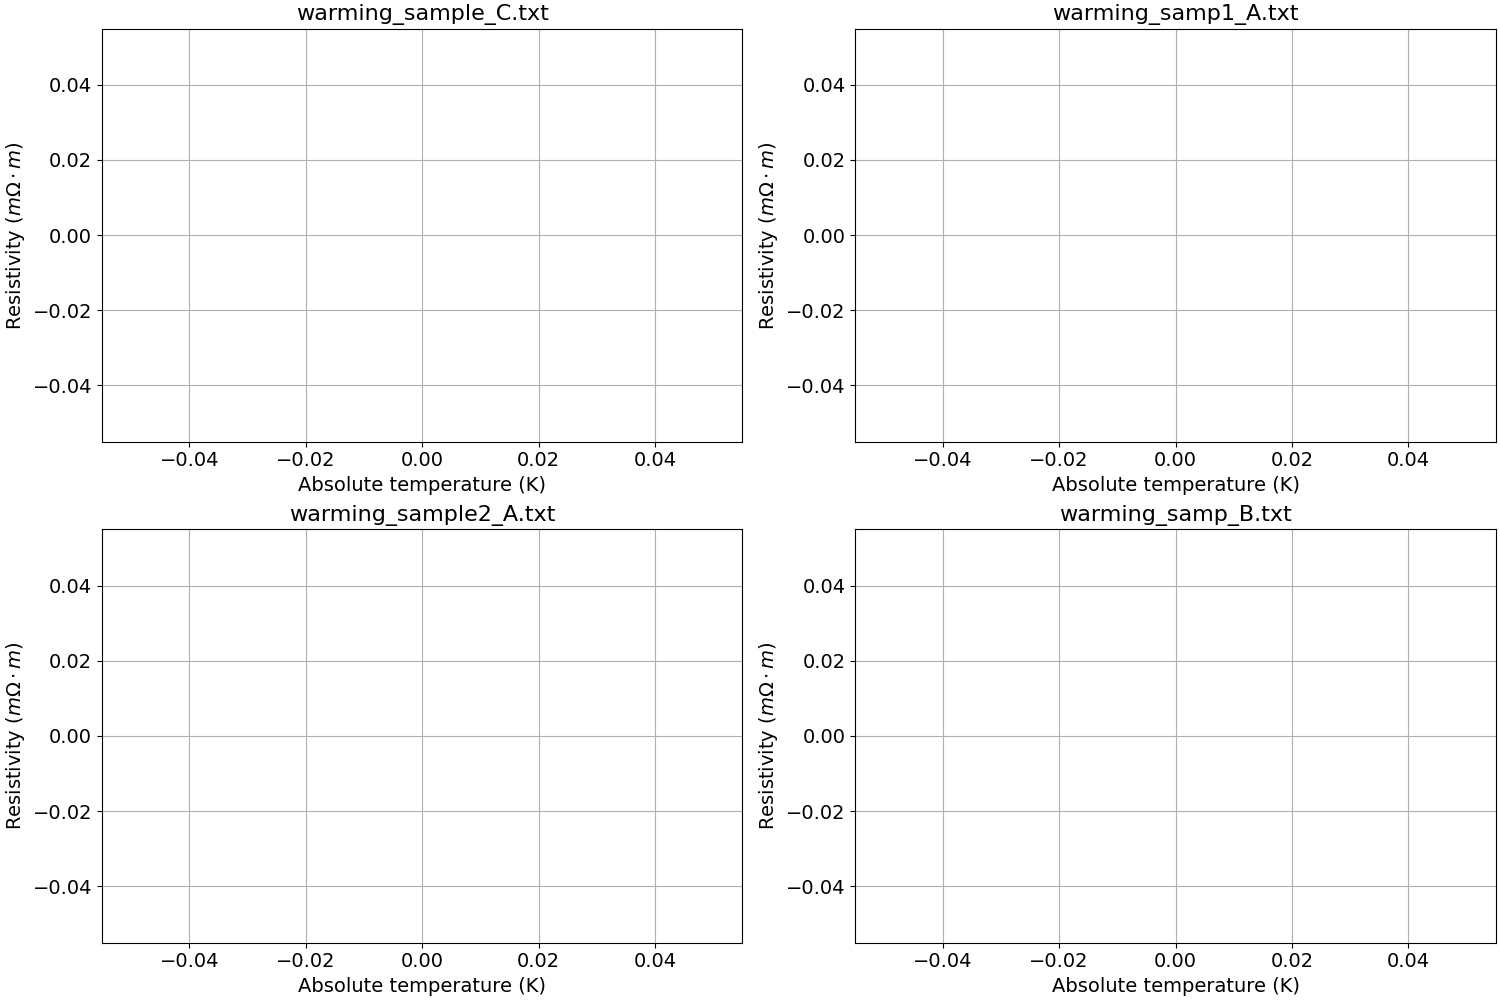 warming_sample_C.txt
Resistivity (mΩ · m)
0.04
0.02
0.00
−0.02
−0.04
−0.04 −0.02 0.00 0.02 0.04
Absolute temperature (K)
warming_samp1_A.txt
Resistivity (mΩ · m)
0.04
0.02
0.00
−0.02
−0.04
−0.04 −0.02 0.00 0.02 0.04
Absolute temperature (K)
warming_sample2_A.txt
Resistivity (mΩ · m)
0.04
0.02
0.00
−0.02
−0.04
−0.04 −0.02 0.00 0.02 0.04
Absolute temperature (K)
warming_samp_B.txt
Resistivity (mΩ · m)
0.04
0.02
0.00
−0.02
−0.04
−0.04 −0.02 0.00 0.02 0.04
Absolute temperature (K)